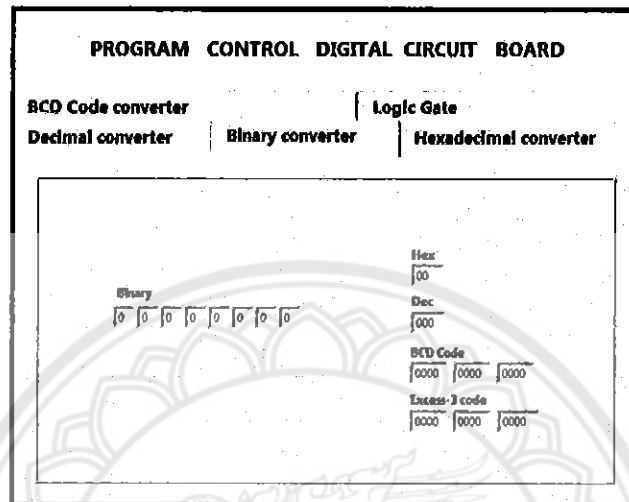 PROGRAM CONTROL DIGITAL CIRCUIT BOARD
BCD Code converter Logic Gate
Decimal converter Binary converter Hexadecimal converter
Hex
00
Binary
0 0 0 0 0 0 0 0
Dec
000
BCD Code
0000 0000 0000
Excess-3 code
0000 0000 0000